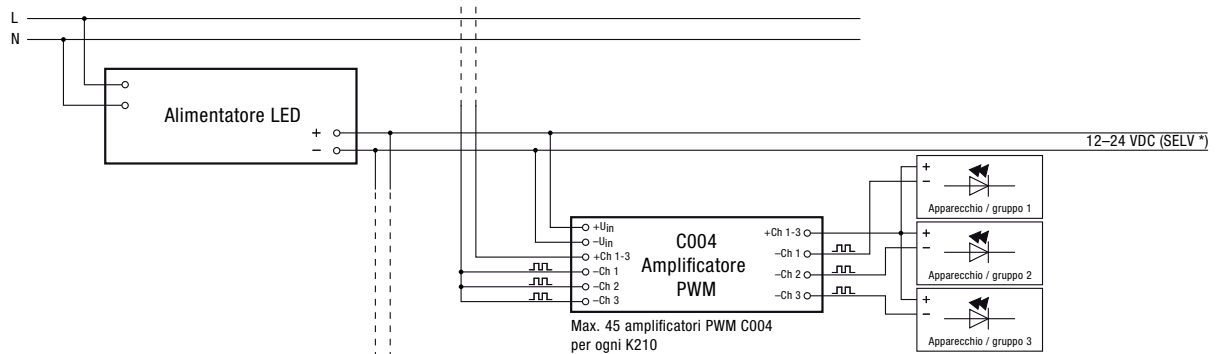 L
N
Alimentatore LED
+
–
12–24 VDC (SELV *)
+Uin
–Uin
+Ch 1-3
–Ch 1
–Ch 2
–Ch 3
C004
Amplificatore
PWM
+Ch 1-3
–Ch 1
–Ch 2
–Ch 3
Max. 45 amplificatori PWM C004
per ogni K210
+
–
Apparecchio / gruppo 1
+
–
Apparecchio / gruppo 2
+
–
Apparecchio / gruppo 3